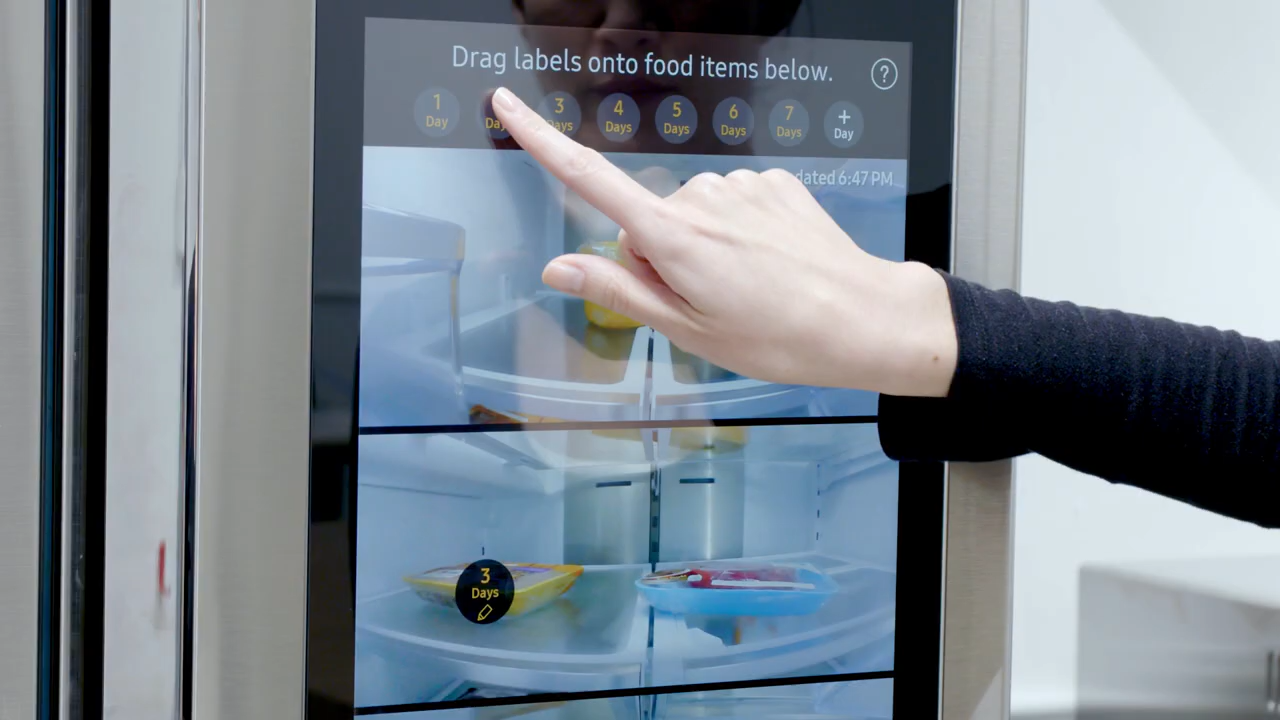 Drag labels onto food items below.
?
1 3 4 5 6 7 +
Day Day Days Days Days Days Days Day
dated 6:47 PM
3
Days